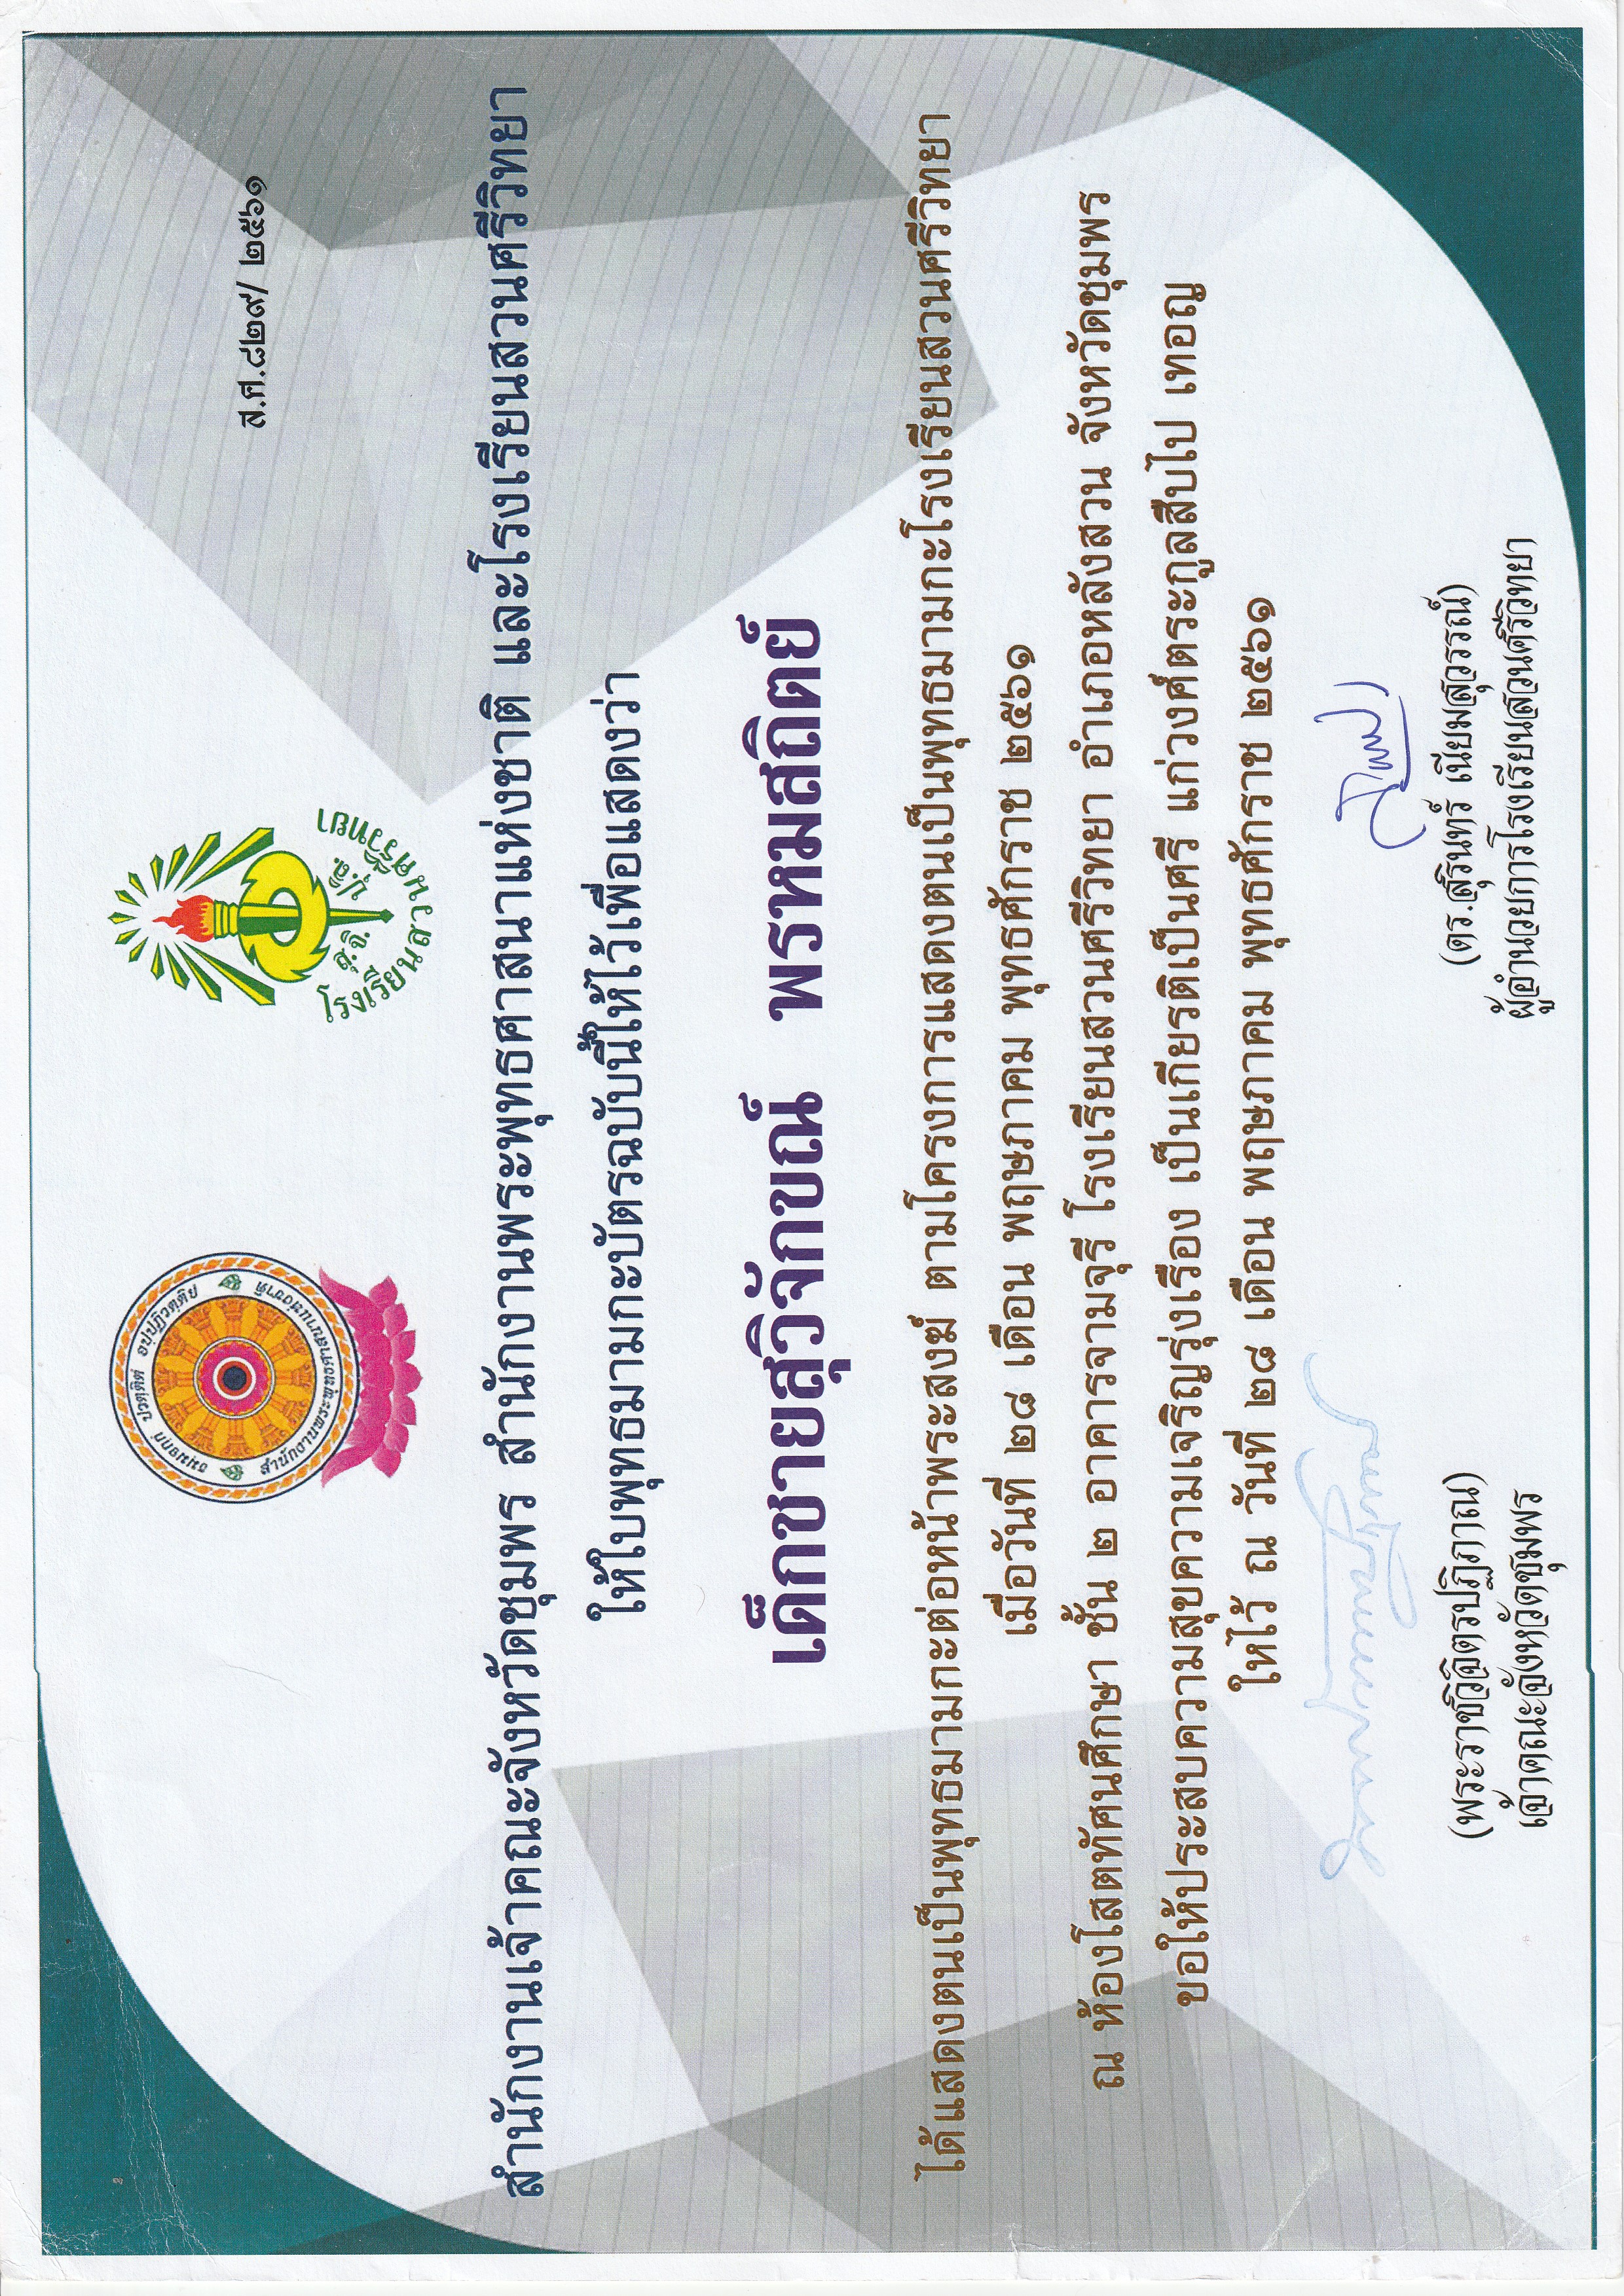 ธมฺมจกฺกํ ปวตฺติตํ อปฺปฏิวตฺติยํ
สำนักงานพระพุทธศาสนาแห่งชาติ
สุ.จิ. ปุ.ลิ.
โรงเรียนสวนศรีวิทยา
ส.ศ.๘๒๙/ ๒๕๖๑
สำนักงานเจ้าคณะจังหวัดชุมพร สำนักงานพระพุทธศาสนาแห่งชาติ และโรงเรียนสวนศรีวิทยา
ให้ใบพุทธมามกะบัตรฉบับนี้ให้ไว้เพื่อแสดงว่า
เด็กชายสุวิจักขณ์ พรหมสถิตย์
ได้แสดงตนเป็นพุทธมามกะต่อหน้าพระสงฆ์ ตามโครงการแสดงตนเป็นพุทธมามกะโรงเรียนสวนศรีวิทยา
เมื่อวันที่ ๒๘ เดือน พฤษภาคม พุทธศักราช ๒๕๖๑
ณ ห้องโสตทัศนศึกษา ชั้น ๒ อาคารจามจุรี โรงเรียนสวนศรีวิทยา อำเภอหลังสวน จังหวัดชุมพร
ขอให้ประสบความสุขความเจริญรุ่งเรือง เป็นเกียรติเป็นศรี แก่วงศ์ตระกูลสืบไป เทอญ
ใหไว้ ณ วันที่ ๒๘ เดือน พฤษภาคม พุทธศักราช ๒๕๖๑
(พระราชวิจิตรปฏิภาณ)
เจ้าคณะจังหวัดชุมพร
(ดร.สุรินทร์ เนียมสุวรรณ์)
ผู้อำนวยการโรงเรียนสวนศรีวิทยา